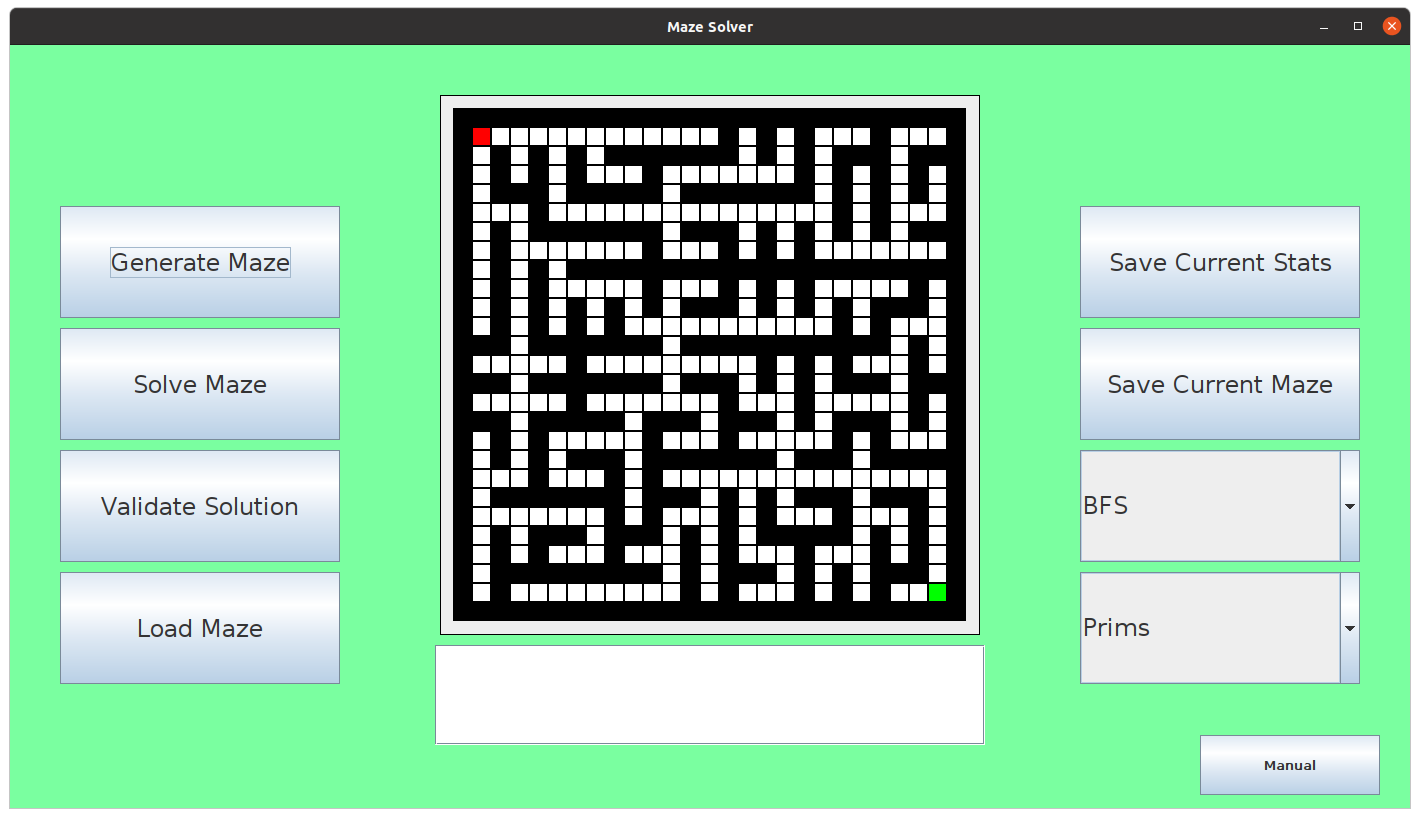 Maze Solver
Generate Maze
Solve Maze
Validate Solution
Load Maze
Save Current Stats
Save Current Maze
BFS
Prims
Manual